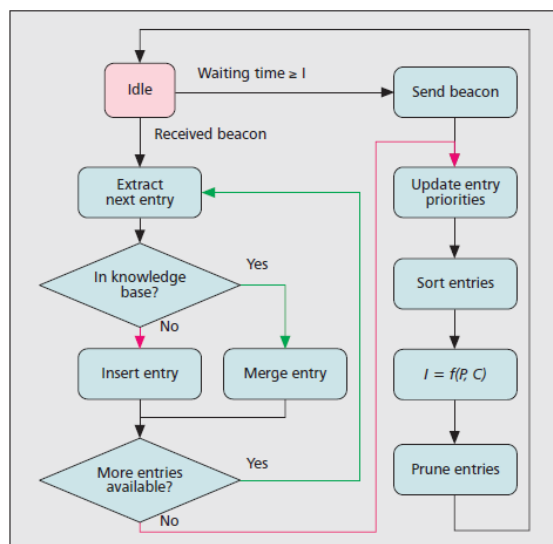 Idle
Waiting time ≥ I
Send beacon
Received beacon
Extract
next entry
Update entry
priorities
In knowledge
base?
Yes
No
Sort entries
Insert entry
Merge entry
I = f(P, C)
More entries
available?
Yes
No
Prune entries